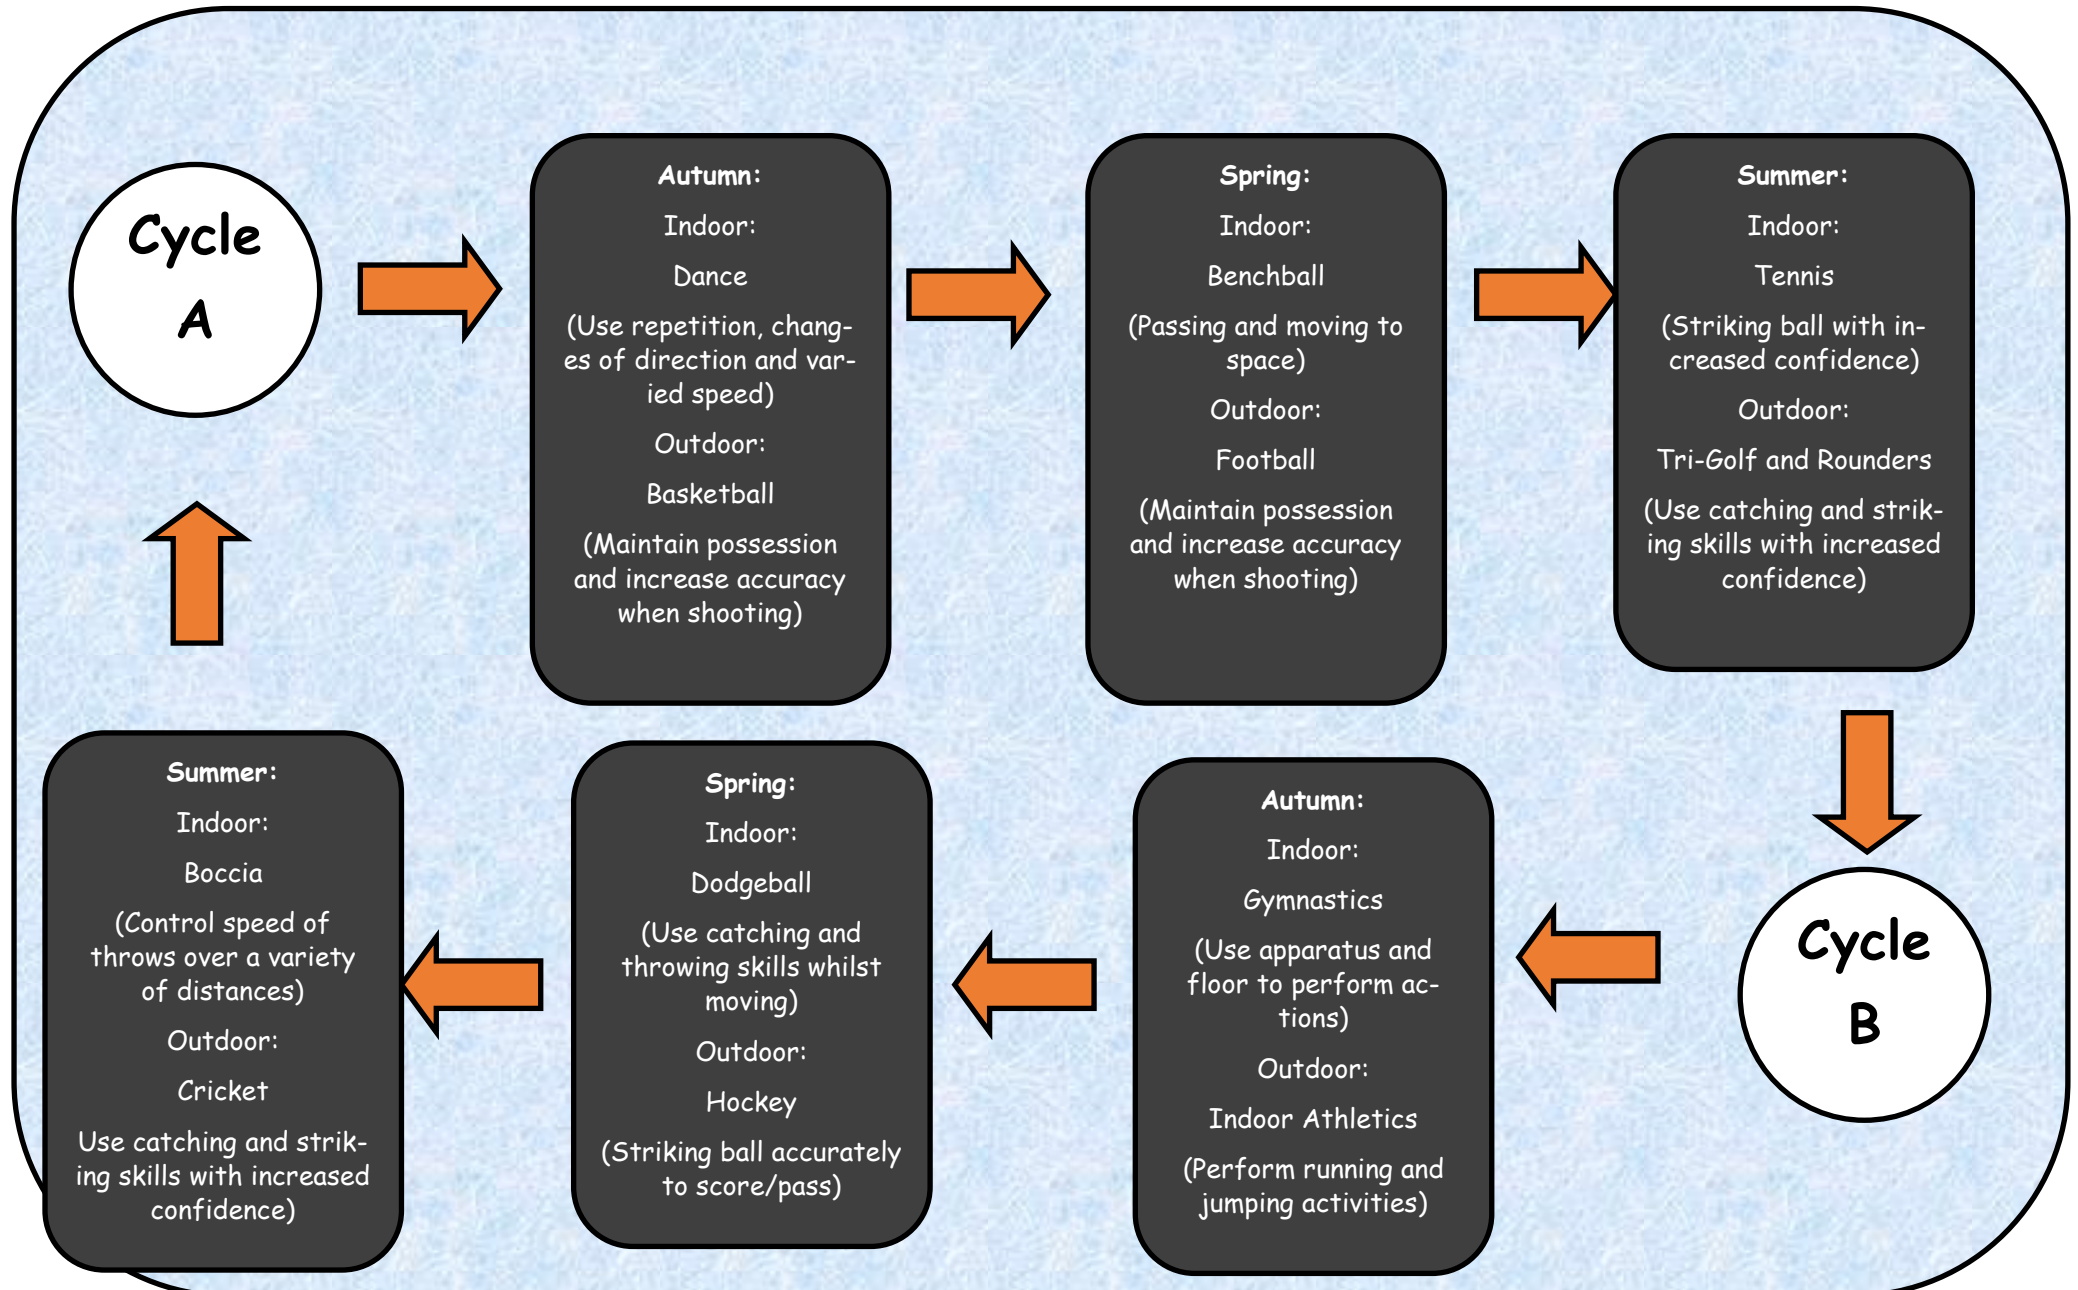 Cycle
A
Autumn:
Indoor:
Dance
(Use repetition, chang-
es of direction and var-
ied speed)
Outdoor:
Basketball
(Maintain possession
and increase accuracy
when shooting)
Spring:
Indoor:
Benchball
(Passing and moving to
space)
Outdoor:
Football
(Maintain possession
and increase accuracy
when shooting)
Summer:
Indoor:
Tennis
(Striking ball with in-
creased confidence)
Outdoor:
Tri-Golf and Rounders
(Use catching and strik-
ing skills with increased
confidence)
Cycle
B
Autumn:
Indoor:
Gymnastics
(Use apparatus and
floor to perform ac-
tions)
Outdoor:
Indoor Athletics
(Perform running and
jumping activities)
Spring:
Indoor:
Dodgeball
(Use catching and
throwing skills whilst
moving)
Outdoor:
Hockey
(Striking ball accurately
to score/pass)
Summer:
Indoor:
Boccia
(Control speed of
throws over a variety
of distances)
Outdoor:
Cricket
Use catching and strik-
ing skills with increased
confidence)